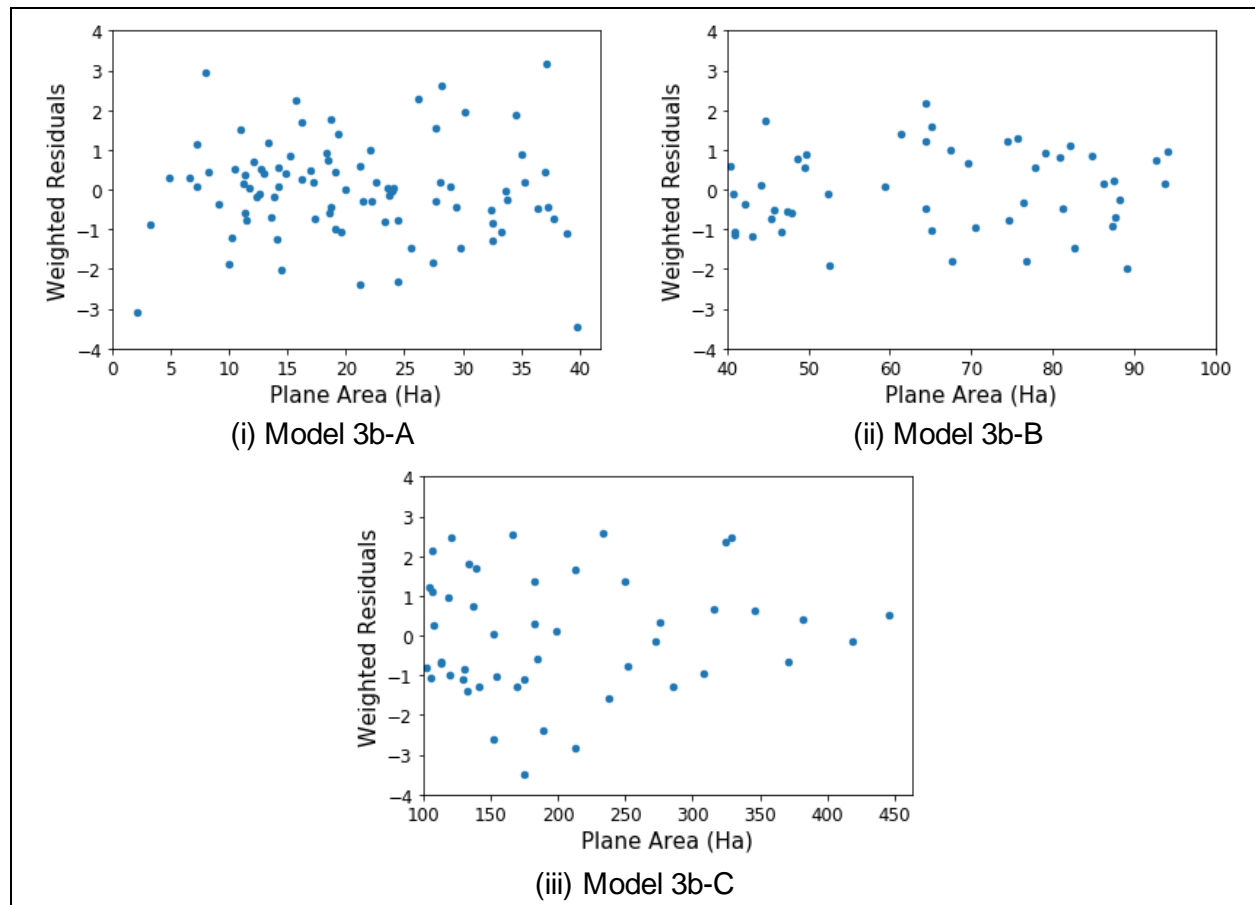 4
3
2
1
0
−1
−2
−3
−4
Weighted Residuals
0 5 10 15 20 25 30 35 40
Plane Area (Ha)
(i) Model 3b-A
4
3
2
1
0
−1
−2
−3
−4
Weighted Residuals
40 50 60 70 80 90 100
Plane Area (Ha)
(ii) Model 3b-B
4
3
2
1
0
−1
−2
−3
−4
Weighted Residuals
100 150 200 250 300 350 400 450
Plane Area (Ha)
(iii) Model 3b-C